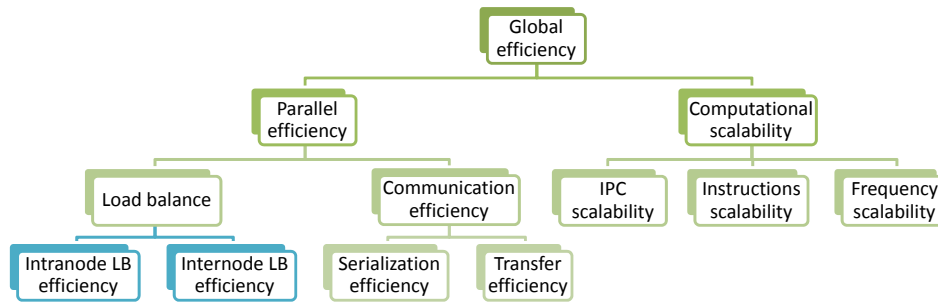 Global
efficiency
Parallel
efficiency
Computational
scalability
Load balance
Communication
efficiency
IPC
scalability
Instructions
scalability
Frequency
scalability
Intranode LB
efficiency
Internode LB
efficiency
Serialization
efficiency
Transfer
efficiency